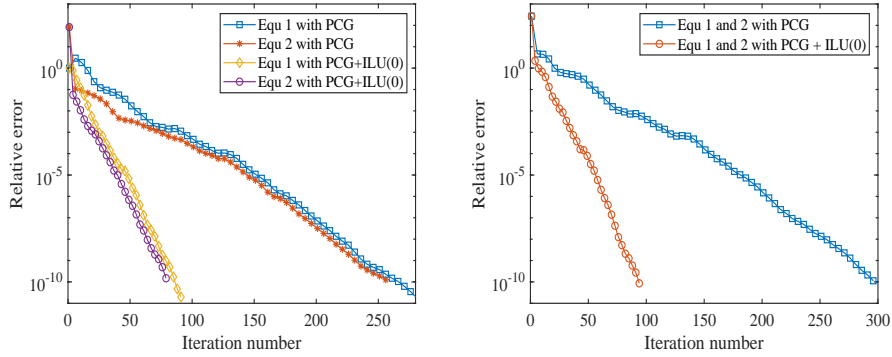 Equ 1 with PCG
Equ 2 with PCG
Equ 1 with PCG+ILU(0)
Equ 2 with PCG+ILU(0)
10^0
10^-5
10^-10
Relative error
0 50 100 150 200 250
Iteration number
Equ 1 and 2 with PCG
Equ 1 and 2 with PCG + ILU(0)
10^0
10^-5
10^-10
Relative error
0 50 100 150 200 250 300
Iteration number